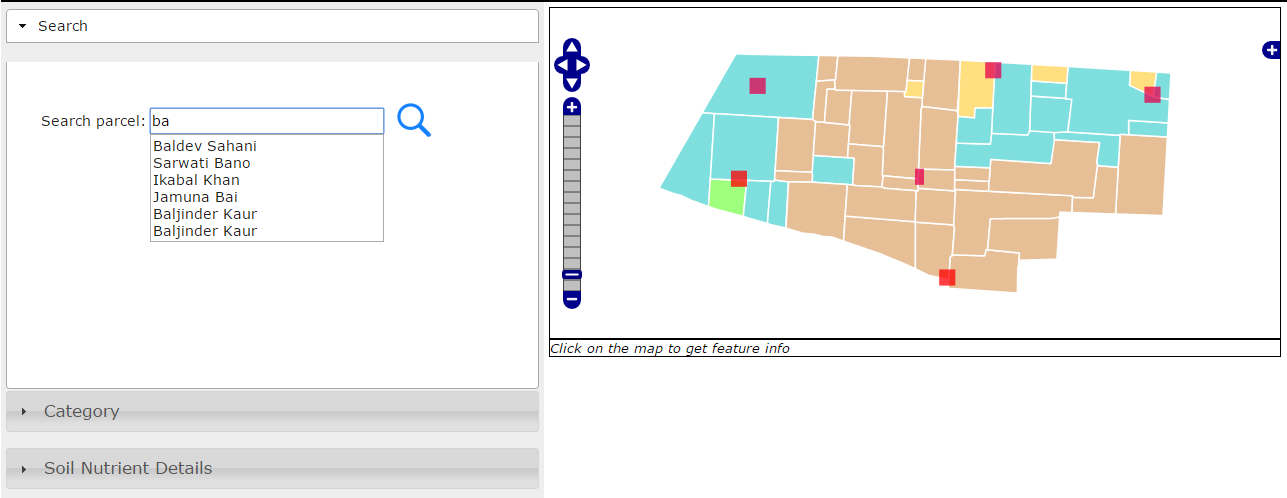 Search
Search parcel: ba
Baldev Sahani
Sarwati Bano
Ikabal Khan
Jamuna Bai
Baljinder Kaur
Baljinder Kaur
Category
Soil Nutrient Details
Click on the map to get feature info